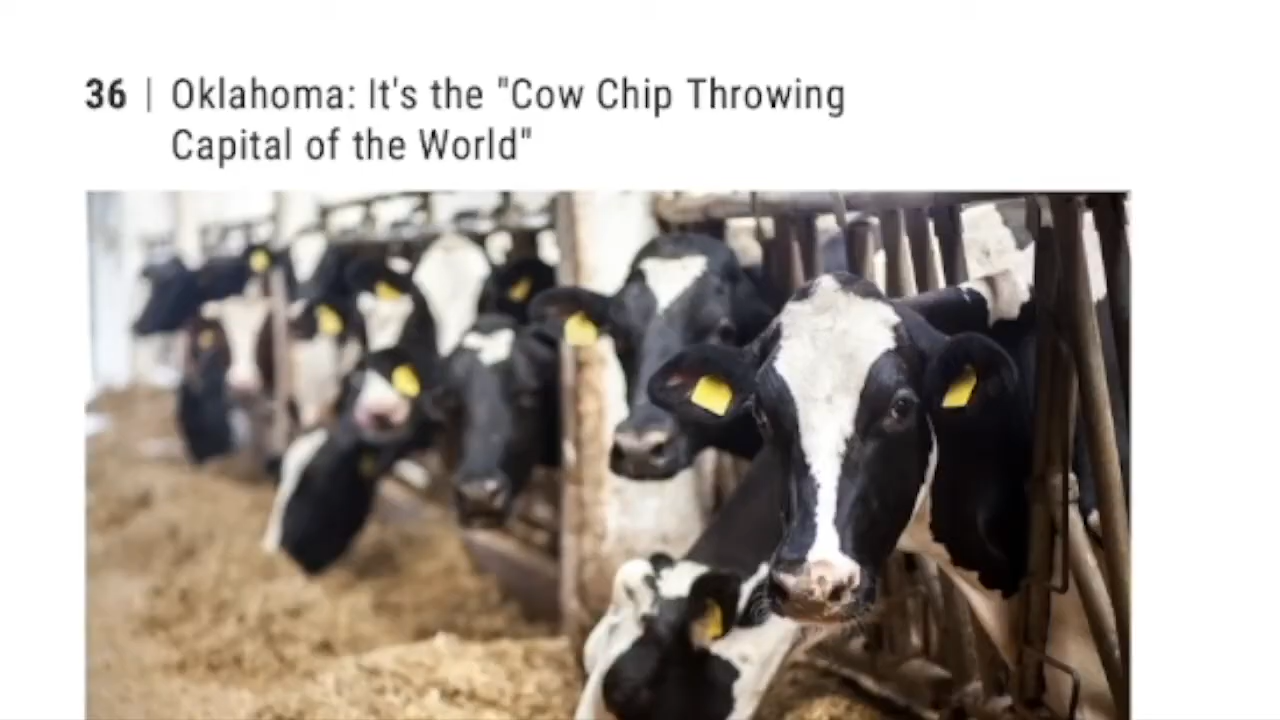 36 | Oklahoma: It's the "Cow Chip Throwing
Capital of the World"